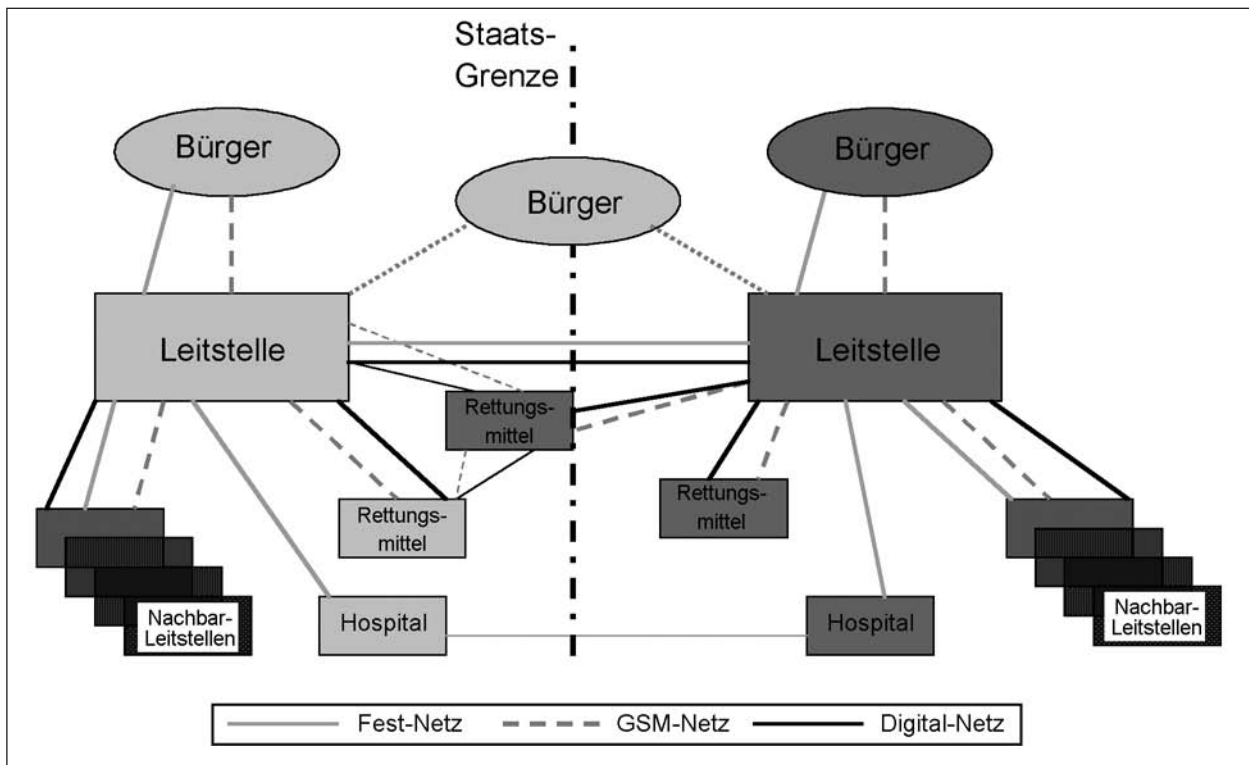 Staats-
Grenze
Bürger
Bürger
Bürger
Leitstelle
Leitstelle
Rettungs-
mittel
Rettungs-
mittel
Rettungs-
mittel
Nachbar-
Leitstellen
Hospital
Hospital
Nachbar-
Leitstellen
Fest-Netz
GSM-Netz
Digital-Netz